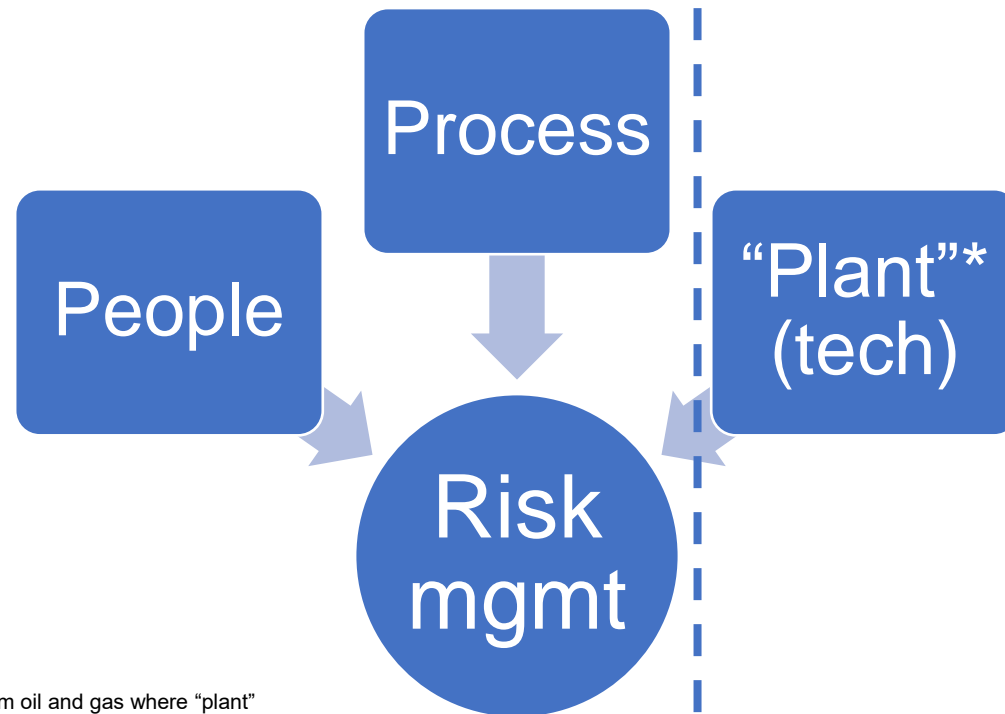 Process
People
“Plant”*
(tech)
Risk
mgmt
oil and gas where “plant”